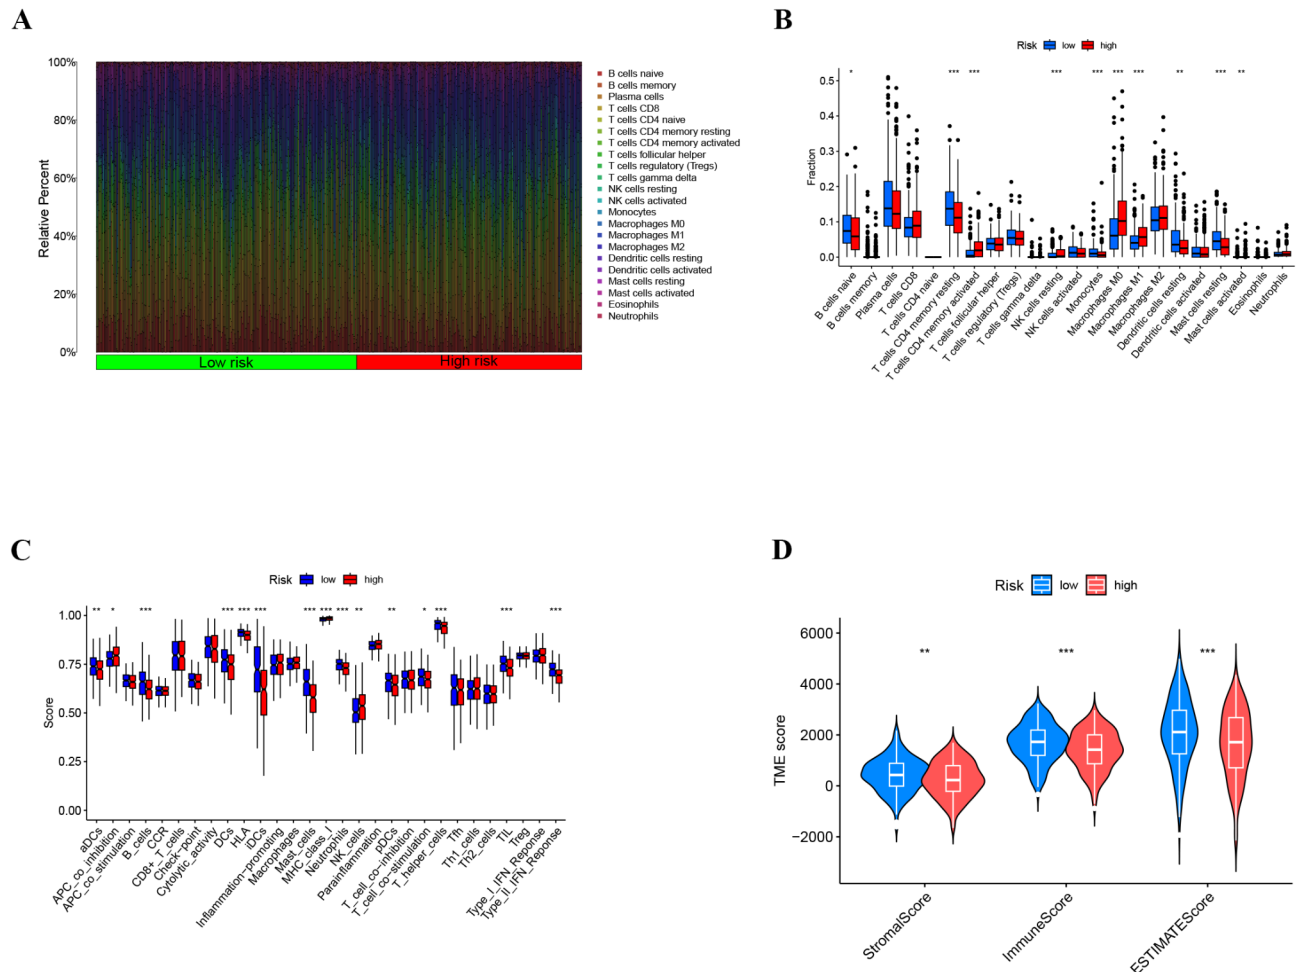 A
100%
80%
60%
40%
20%
0%
Relative Percent
Low risk
High risk
B cells naive
B cells memory
Plasma cells
T cells CD8
T cells CD4 naive
T cells CD4 memory resting
T cells CD4 memory activated
T cells follicular helper
T cells regulatory (Tregs)
T cells gamma delta
NK cells resting
NK cells activated
Monocytes
Macrophages M0
Macrophages M1
Macrophages M2
Dendritic cells resting
Dendritic cells activated
Mast cells resting
Mast cells activated
Eosinophils
Neutrophils
B
Risk low high
* *** *** *** *** *** *** ** *** **
0.5
0.4
0.3
0.2
0.1
0.0
Fraction
B cells naive
B cells memory
Plasma cells
T cells CD8
T cells CD4 naive
T cells CD4 memory resting
T cells CD4 memory activated
T cells follicular helper
T cells regulatory (Tregs)
T cells gamma delta
NK cells resting
NK cells activated
Monocytes
Macrophages M0
Macrophages M1
Macrophages M2
Dendritic cells resting
Dendritic cells activated
Mast cells resting
Mast cells activated
Eosinophils
Neutrophils
C
Risk low high
** * *** *** *** *** *** *** *** ** ** * *** *** ***
1.00
0.75
0.50
0.25
0.00
Score
aDCs
APC_co_inhibition
APC_co_stimulation
B_cells
CCR
CD8+_T_cells
Check-point
Cytolytic_activity
DCs
HLA
iDCs
Inflammation-promoting
Macrophages
Mast_cells
MHC_class_I
Neutrophils
NK_cells
Parainflammation
pDCs
T_cell_co-inhibition
T_cell_co-stimulation
T_helper_cells
Tfh
Th1_cells
Th2_cells
TIL
Treg
Type_I_IFN_Reponse
Type_II_IFN_Reponse
D
Risk low high
** *** ***
6000
4000
2000
0
−2000
TME score
StromalScore
ImmuneScore
ESTIMATEScore